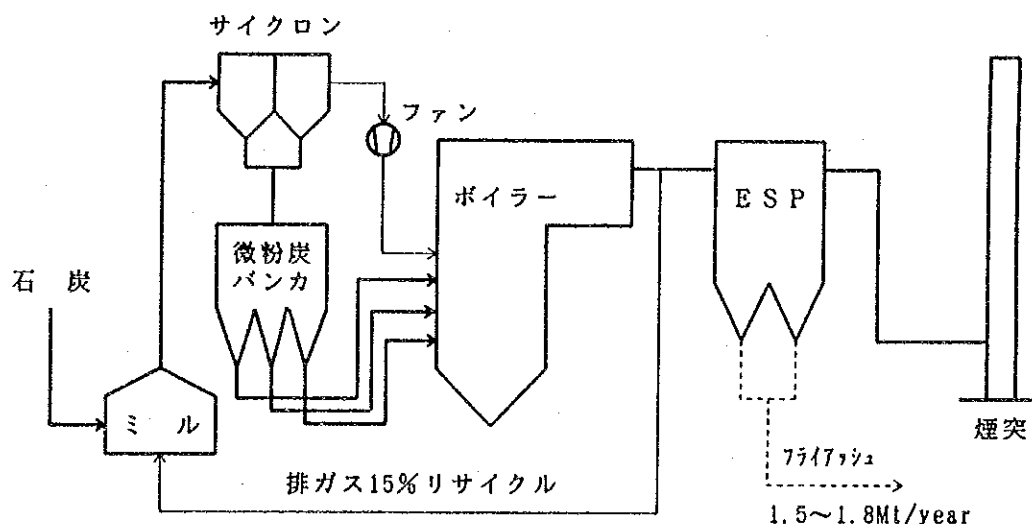 サイクロン
ファン
ボイラー
ESP
微粉炭
バンカ
石 炭
ミ ル
煙突
フライアッシュ
排ガス15%リサイクル
1.5～1.8Mt/year